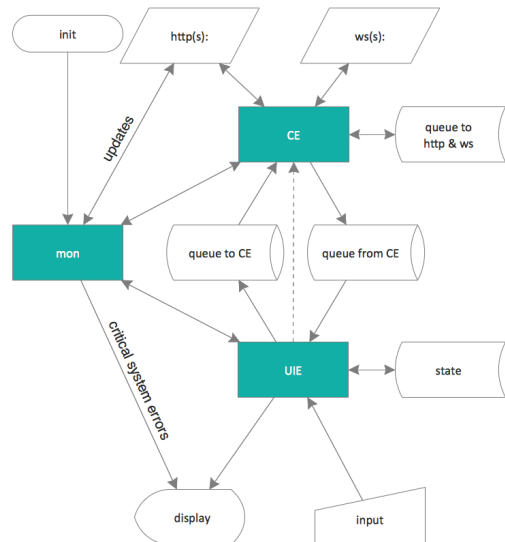 init
http(s):
ws(s):
updates
CE
queue to
http & ws
mon
queue to CE
queue from CE
critical system errors
UIE
state
display
input